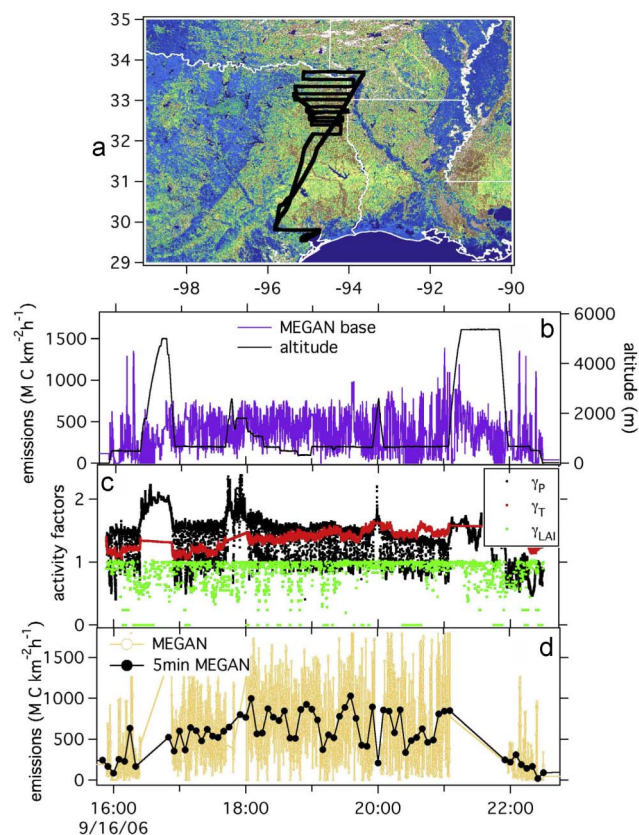 35
34
33
32
31
30
29
a
-98
-96
-94
-92
-90
b
MEGAN base
altitude
emissions (M C km-2h-1)
1500
1000
500
0
6000
4000
2000
0
altitude (m)
c
γP
γT
γLAI
activity factors
2
1
0
d
MEGAN
5min MEGAN
emissions (M C km-2h-1)
1500
1000
500
0
16:00 18:00 20:00 22:00
9/16/06